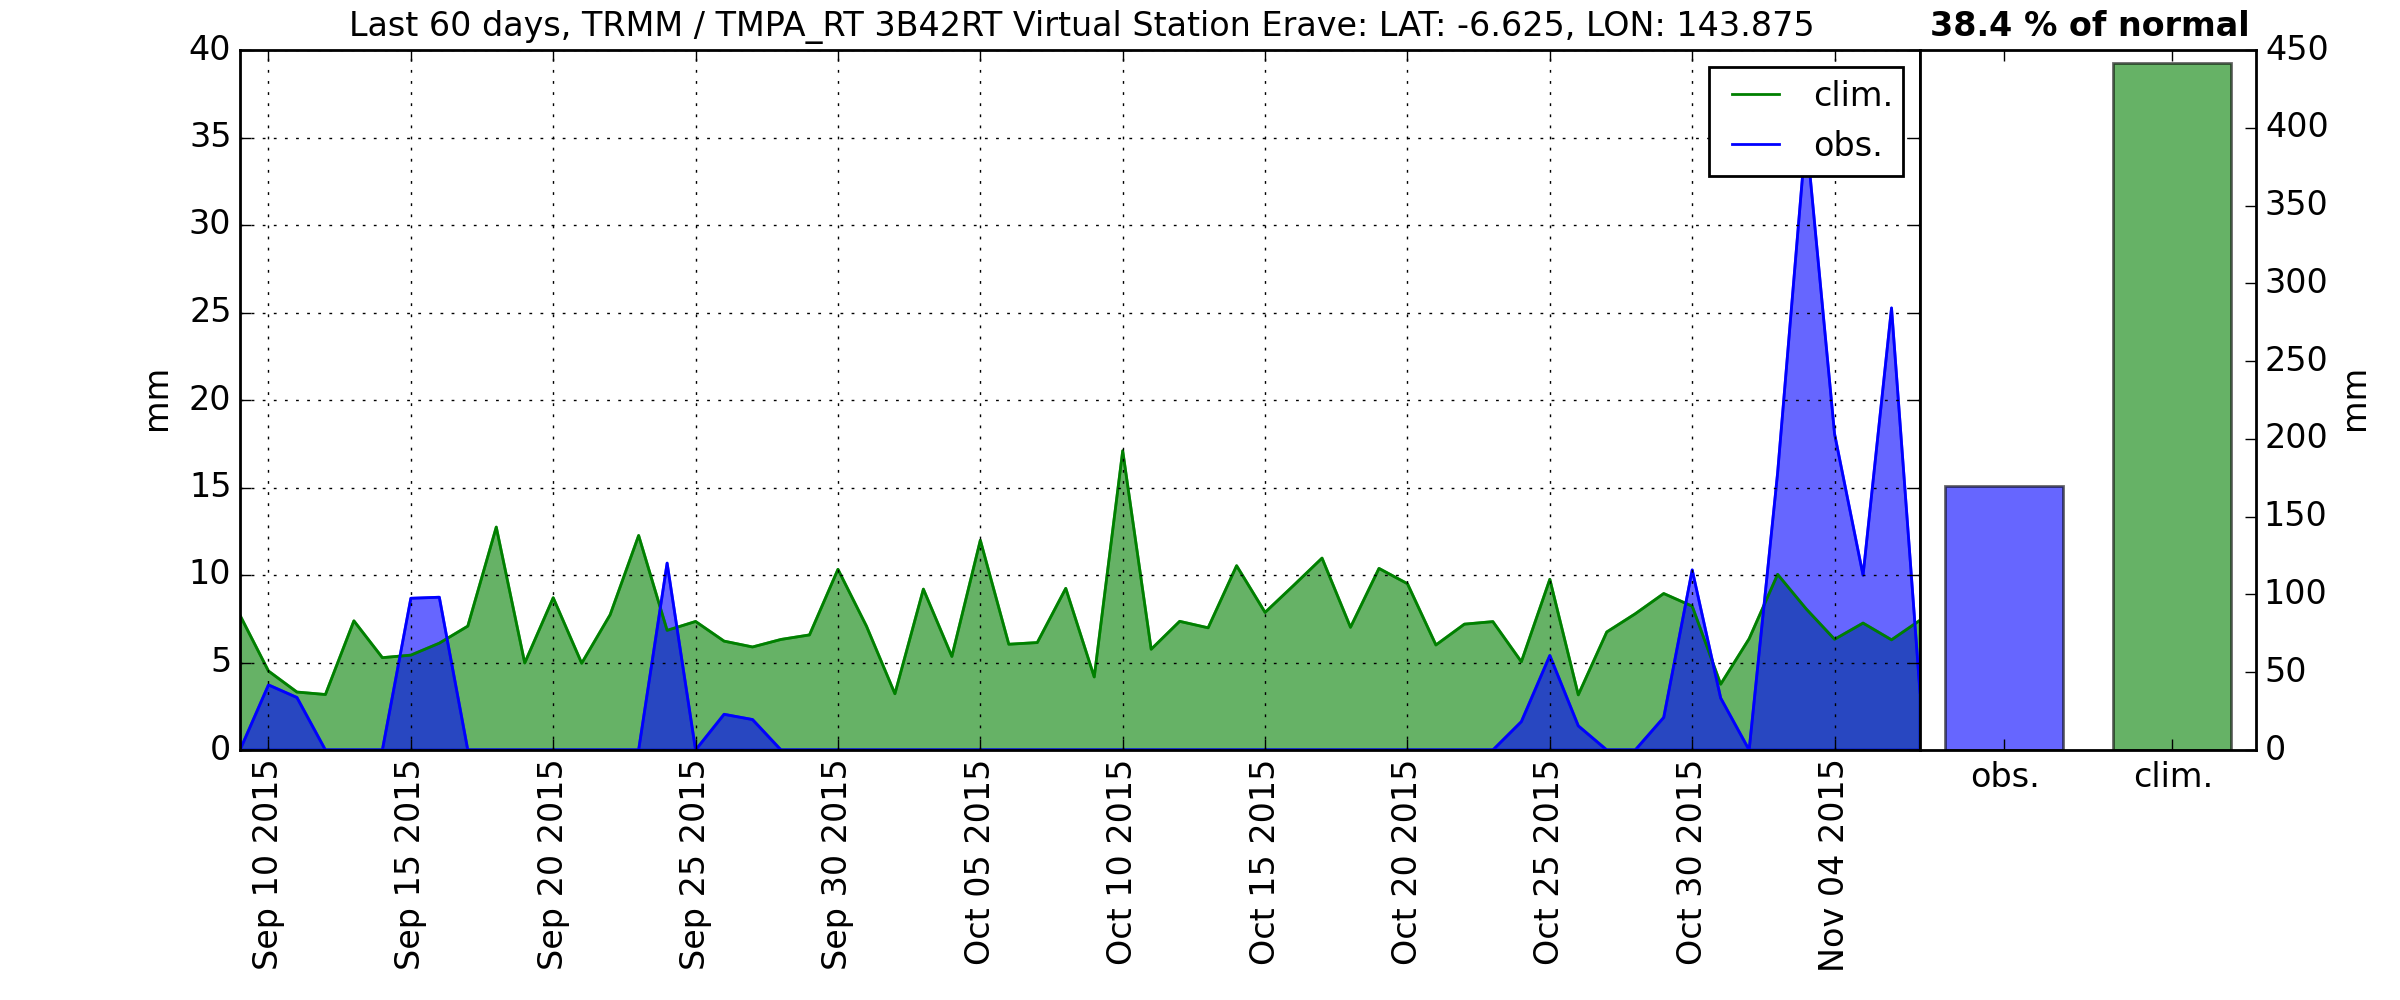 Last 60 days, TRMM / TMPA_RT 3B42RT Virtual Station Erave: LAT: -6.625, LON: 143.875
38.4 % of normal
40
35
30
25
20
15
10
5
0
mm
clim.
obs.
Sep 10 2015
Sep 15 2015
Sep 20 2015
Sep 25 2015
Sep 30 2015
Oct 05 2015
Oct 10 2015
Oct 15 2015
Oct 20 2015
Oct 25 2015
Oct 30 2015
Nov 04 2015
450
400
350
300
250
200
150
100
50
0
mm
obs.
clim.